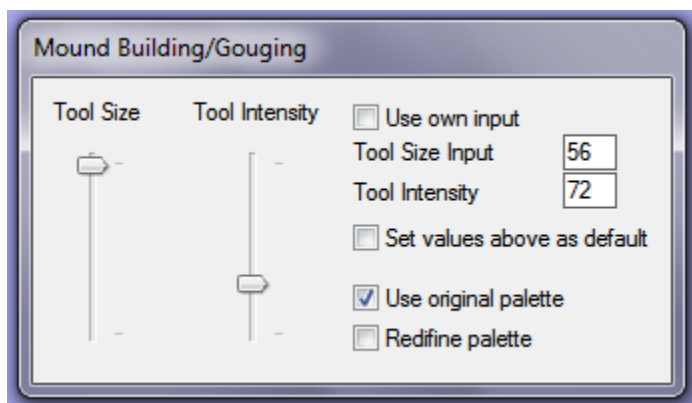 Mound Building/Gouging
Tool Size
Tool Intensity
Use own input
Tool Size Input 56
Tool Intensity 72
Set values above as default
Use original palette
Redifine palette